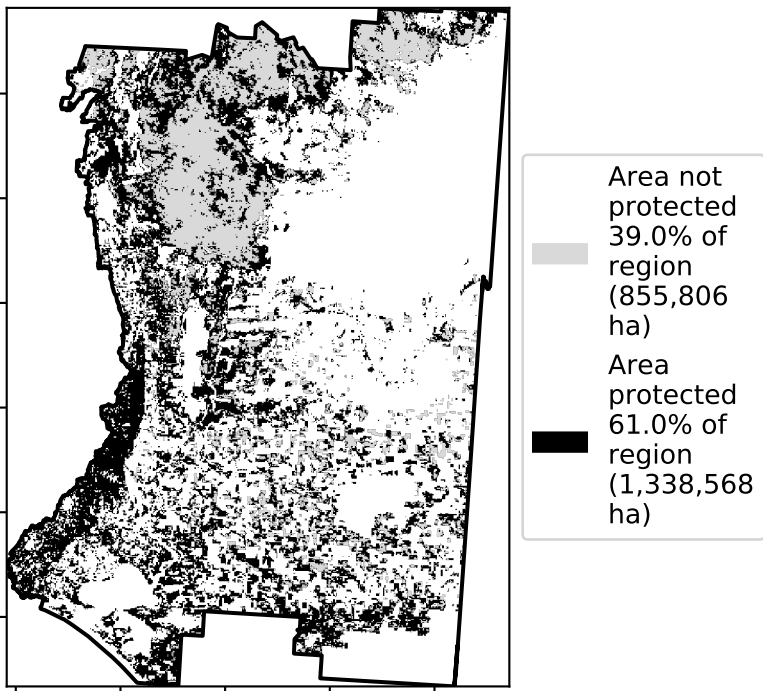 Area not
protected
39.0% of
region
(855,806
ha)
Area
protected
61.0% of
region
(1,338,568
ha)